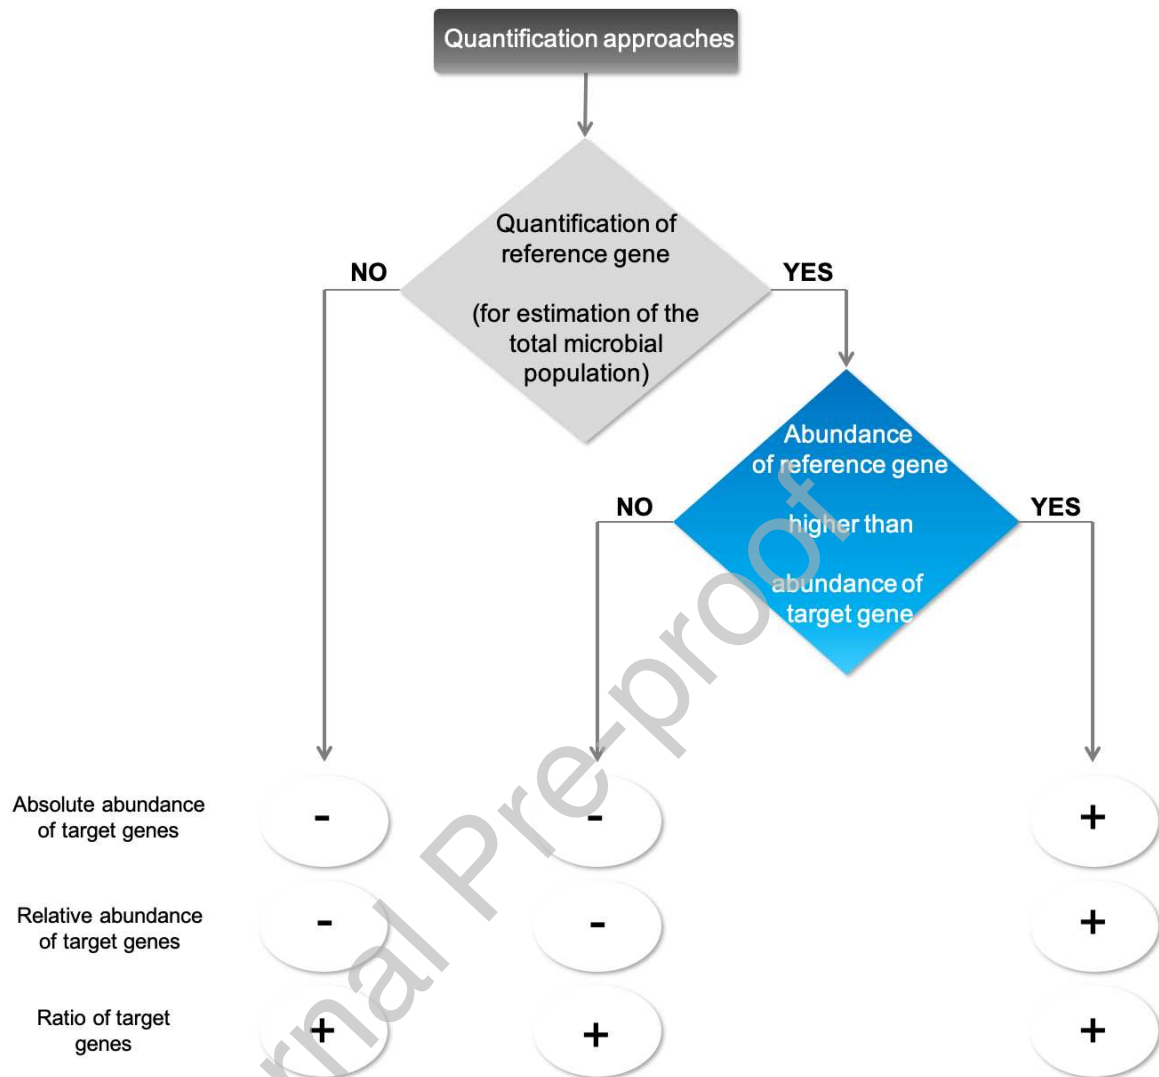 Quantification approaches
Quantification of
reference gene
(for estimation of the
total microbial
population)
NO
YES
Abundance
of reference gene
higher than
abundance of
target gene
NO
YES
Absolute abundance
of target genes
-
-
+
Relative abundance
of target genes
-
-
+
Ratio of target
genes
+
+
+
rnal Pre-proof